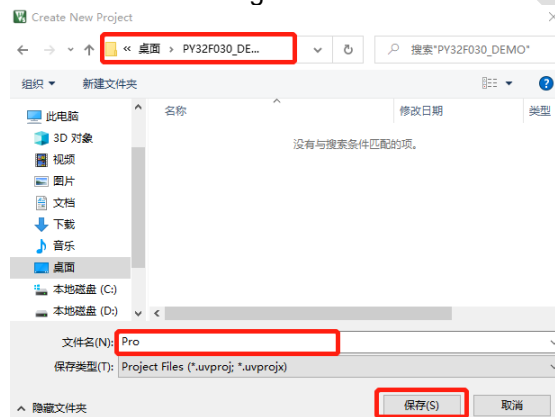 Create New Project
« 桌面 › PY32F030_DE...
搜索"PY32F030_DEMO"
组织 新建文件夹
名称 修改日期 类型
此电脑
3D 对象
没有与搜索条件匹配的项。
视频
图片
文档
下载
音乐
桌面
本地磁盘 (C:)
本地磁盘 (D:)
文件名(N): Pro
保存类型(T): Project Files (*.uvproj; *.uvprojx)
隐藏文件夹 保存(S) 取消